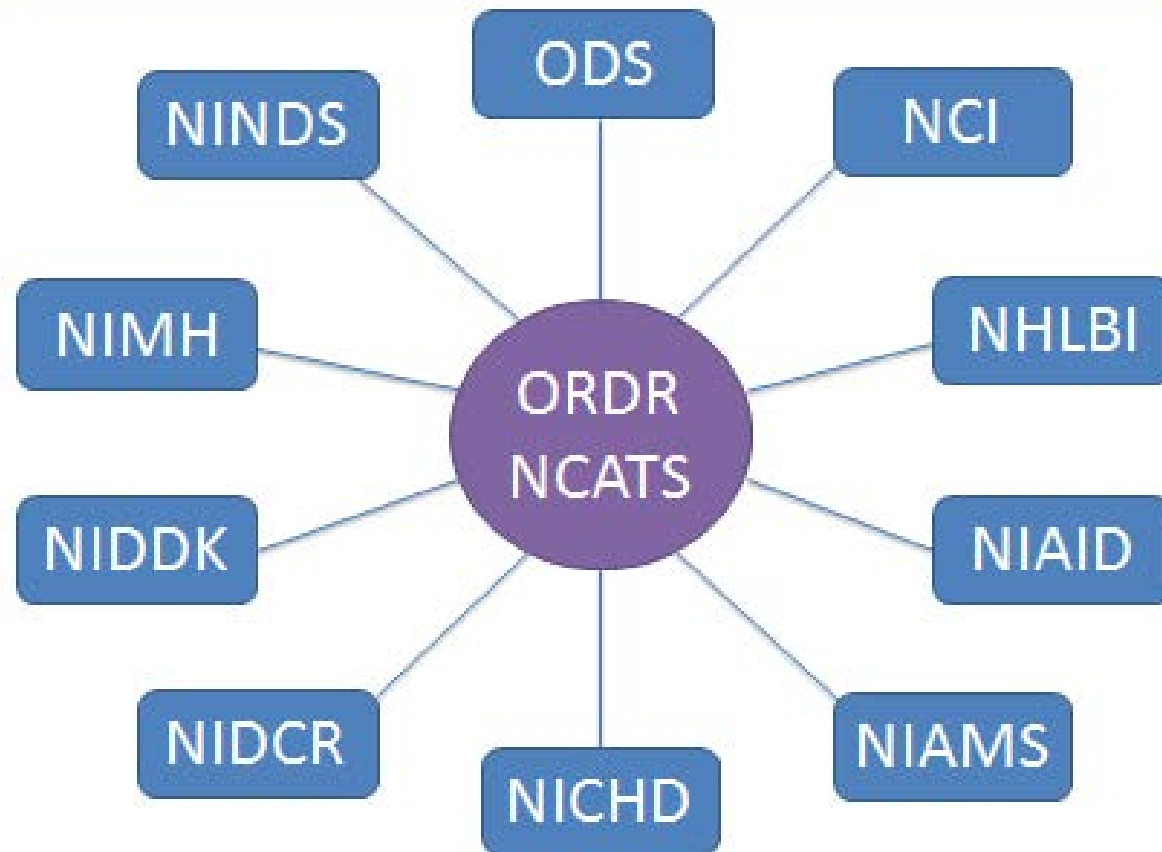 ODS
NINDS
NCI
NIMH
NHLBI
ORDR
NCATS
NIDDK
NIAID
NIDCR
NIAMS
NICHD